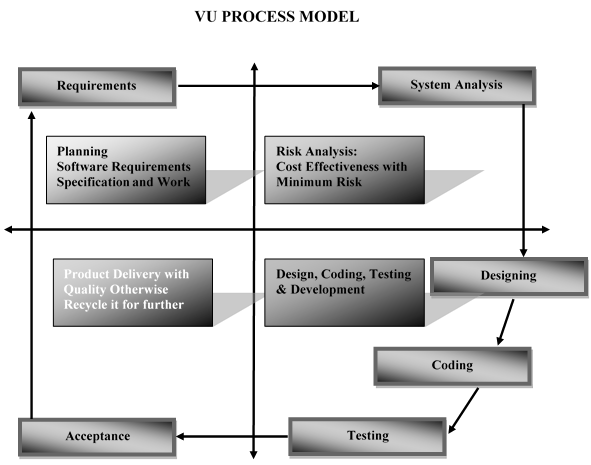 VU PROCESS MODEL
Requirements
System Analysis
Planning
Software Requirements
Specification and Work
Risk Analysis:
Cost Effectiveness with
Minimum Risk
Product Delivery with
Quality Otherwise
Recycle it for further
Design, Coding, Testing
& Development
Designing
Coding
Testing
Acceptance